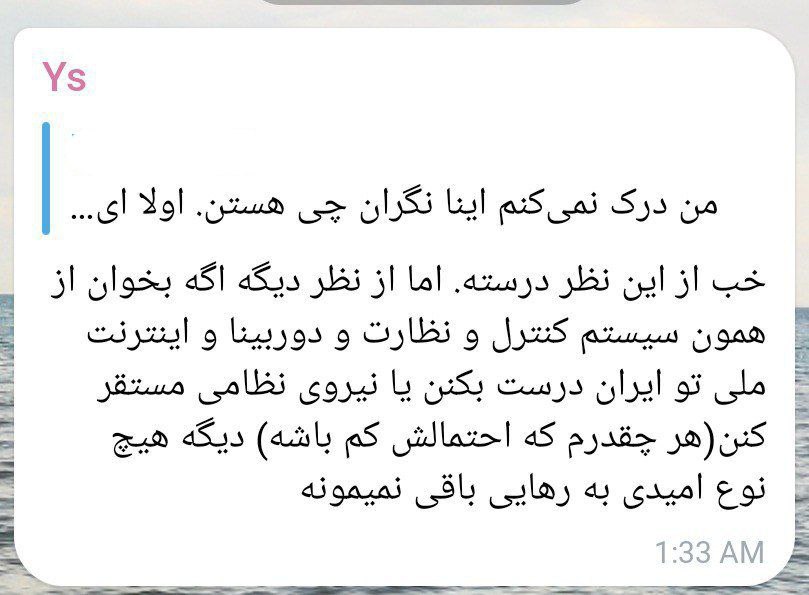 Ys
من درک نمی‌کنم اینا نگران چی هستن. اولا ای...
خب از این نظر درسته. اما از نظر دیگه اگه بخوان از
همون سیستم کنترل و نظارت و دوربینا و اینترنت
ملی تو ایران درست بکنن یا نیروی نظامی مستقر
کنن(هر چقدرم که احتمالش کم باشه) دیگه هیچ
نوع امیدی به رهایی باقی نمیمونه
1:33 AM